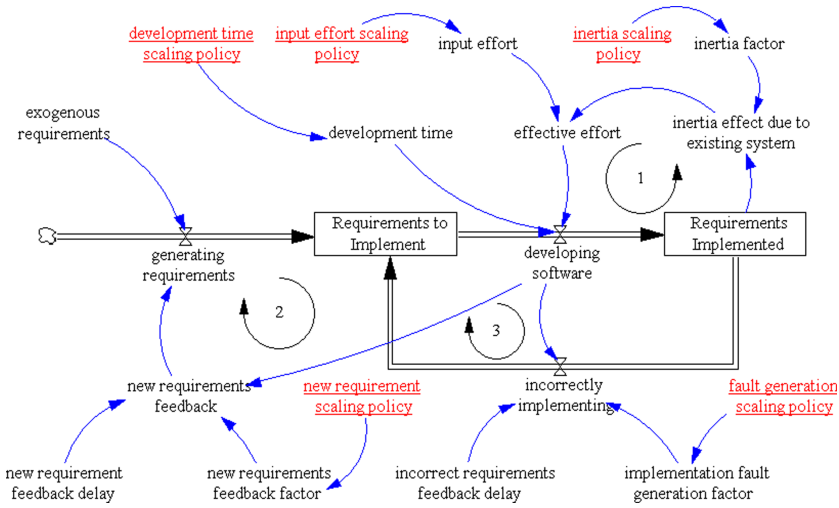 development time
scaling policy
input effort scaling
policy
input effort
inertia scaling
policy
inertia factor
exogenous
requirements
development time
effective effort
inertia effect due to
existing system
1
Requirements to
Implement
Requirements
Implemented
generating
requirements
developing
software
2
3
new requirements
feedback
new requirement
scaling policy
incorrectly
implementing
fault generation
scaling policy
new requirement
feedback delay
new requirements
feedback factor
incorrect requirements
feedback delay
implementation fault
generation factor